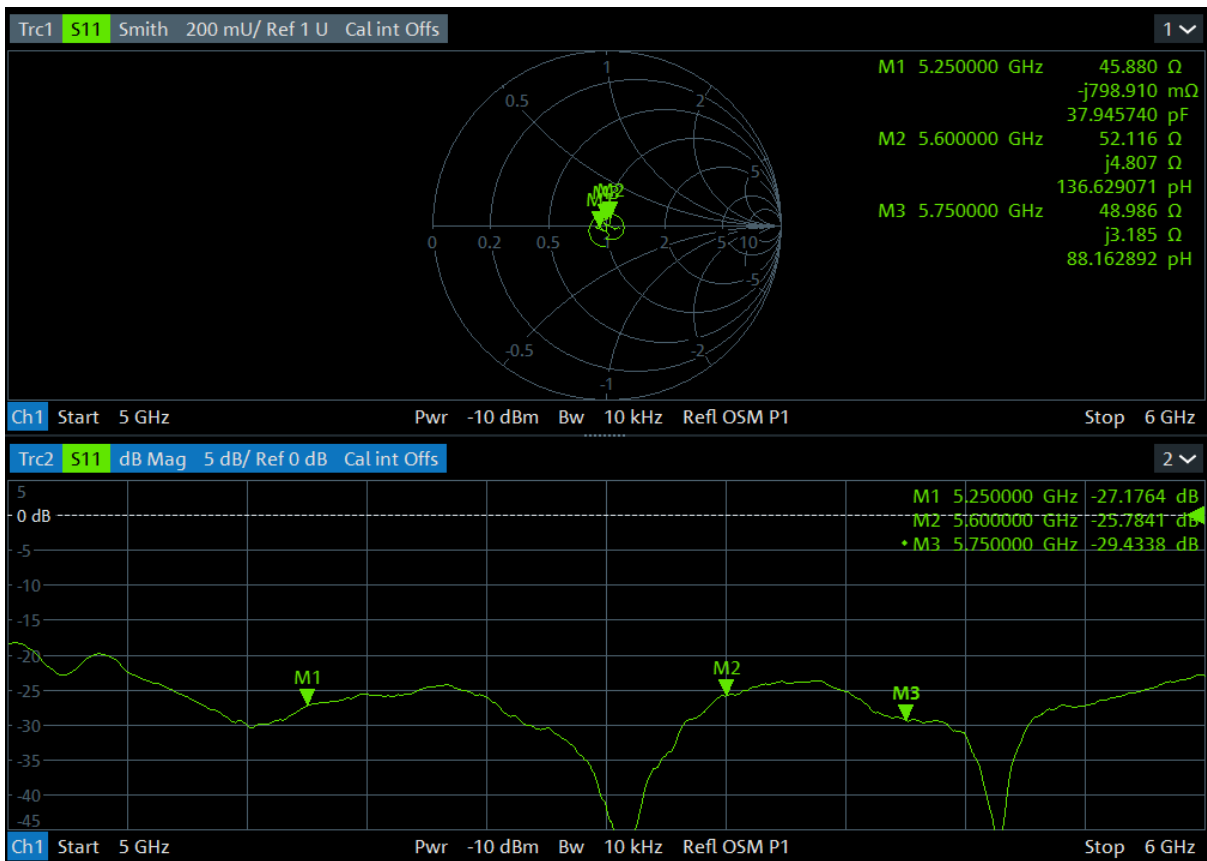 Trc1 S11 Smith 200 mU/ Ref 1 U Cal int Offs 1
M1 5.250000 GHz 45.880 Ω
-j798.910 mΩ
37.945740 pF
M2 5.600000 GHz 52.116 Ω
j4.807 Ω
136.629071 pH
M3 5.750000 GHz 48.986 Ω
j3.185 Ω
88.162892 pH
1
0.5 2
5
M2
0 0.2 0.5 1 2 5 10
-5
-0.5 -2
-1
Ch1 Start 5 GHz Pwr -10 dBm Bw 10 kHz Refl OSM P1 Stop 6 GHz
Trc2 S11 dB Mag 5 dB/ Ref 0 dB Cal int Offs 2
5
0 dB
-5
-10
-15
-20
-25
-30
-35
-40
-45
M1 5.250000 GHz -27.1764 dB
M2 5.600000 GHz -25.7841 dB
• M3 5.750000 GHz -29.4338 dB
M1
M2
M3
Ch1 Start 5 GHz Pwr -10 dBm Bw 10 kHz Refl OSM P1 Stop 6 GHz